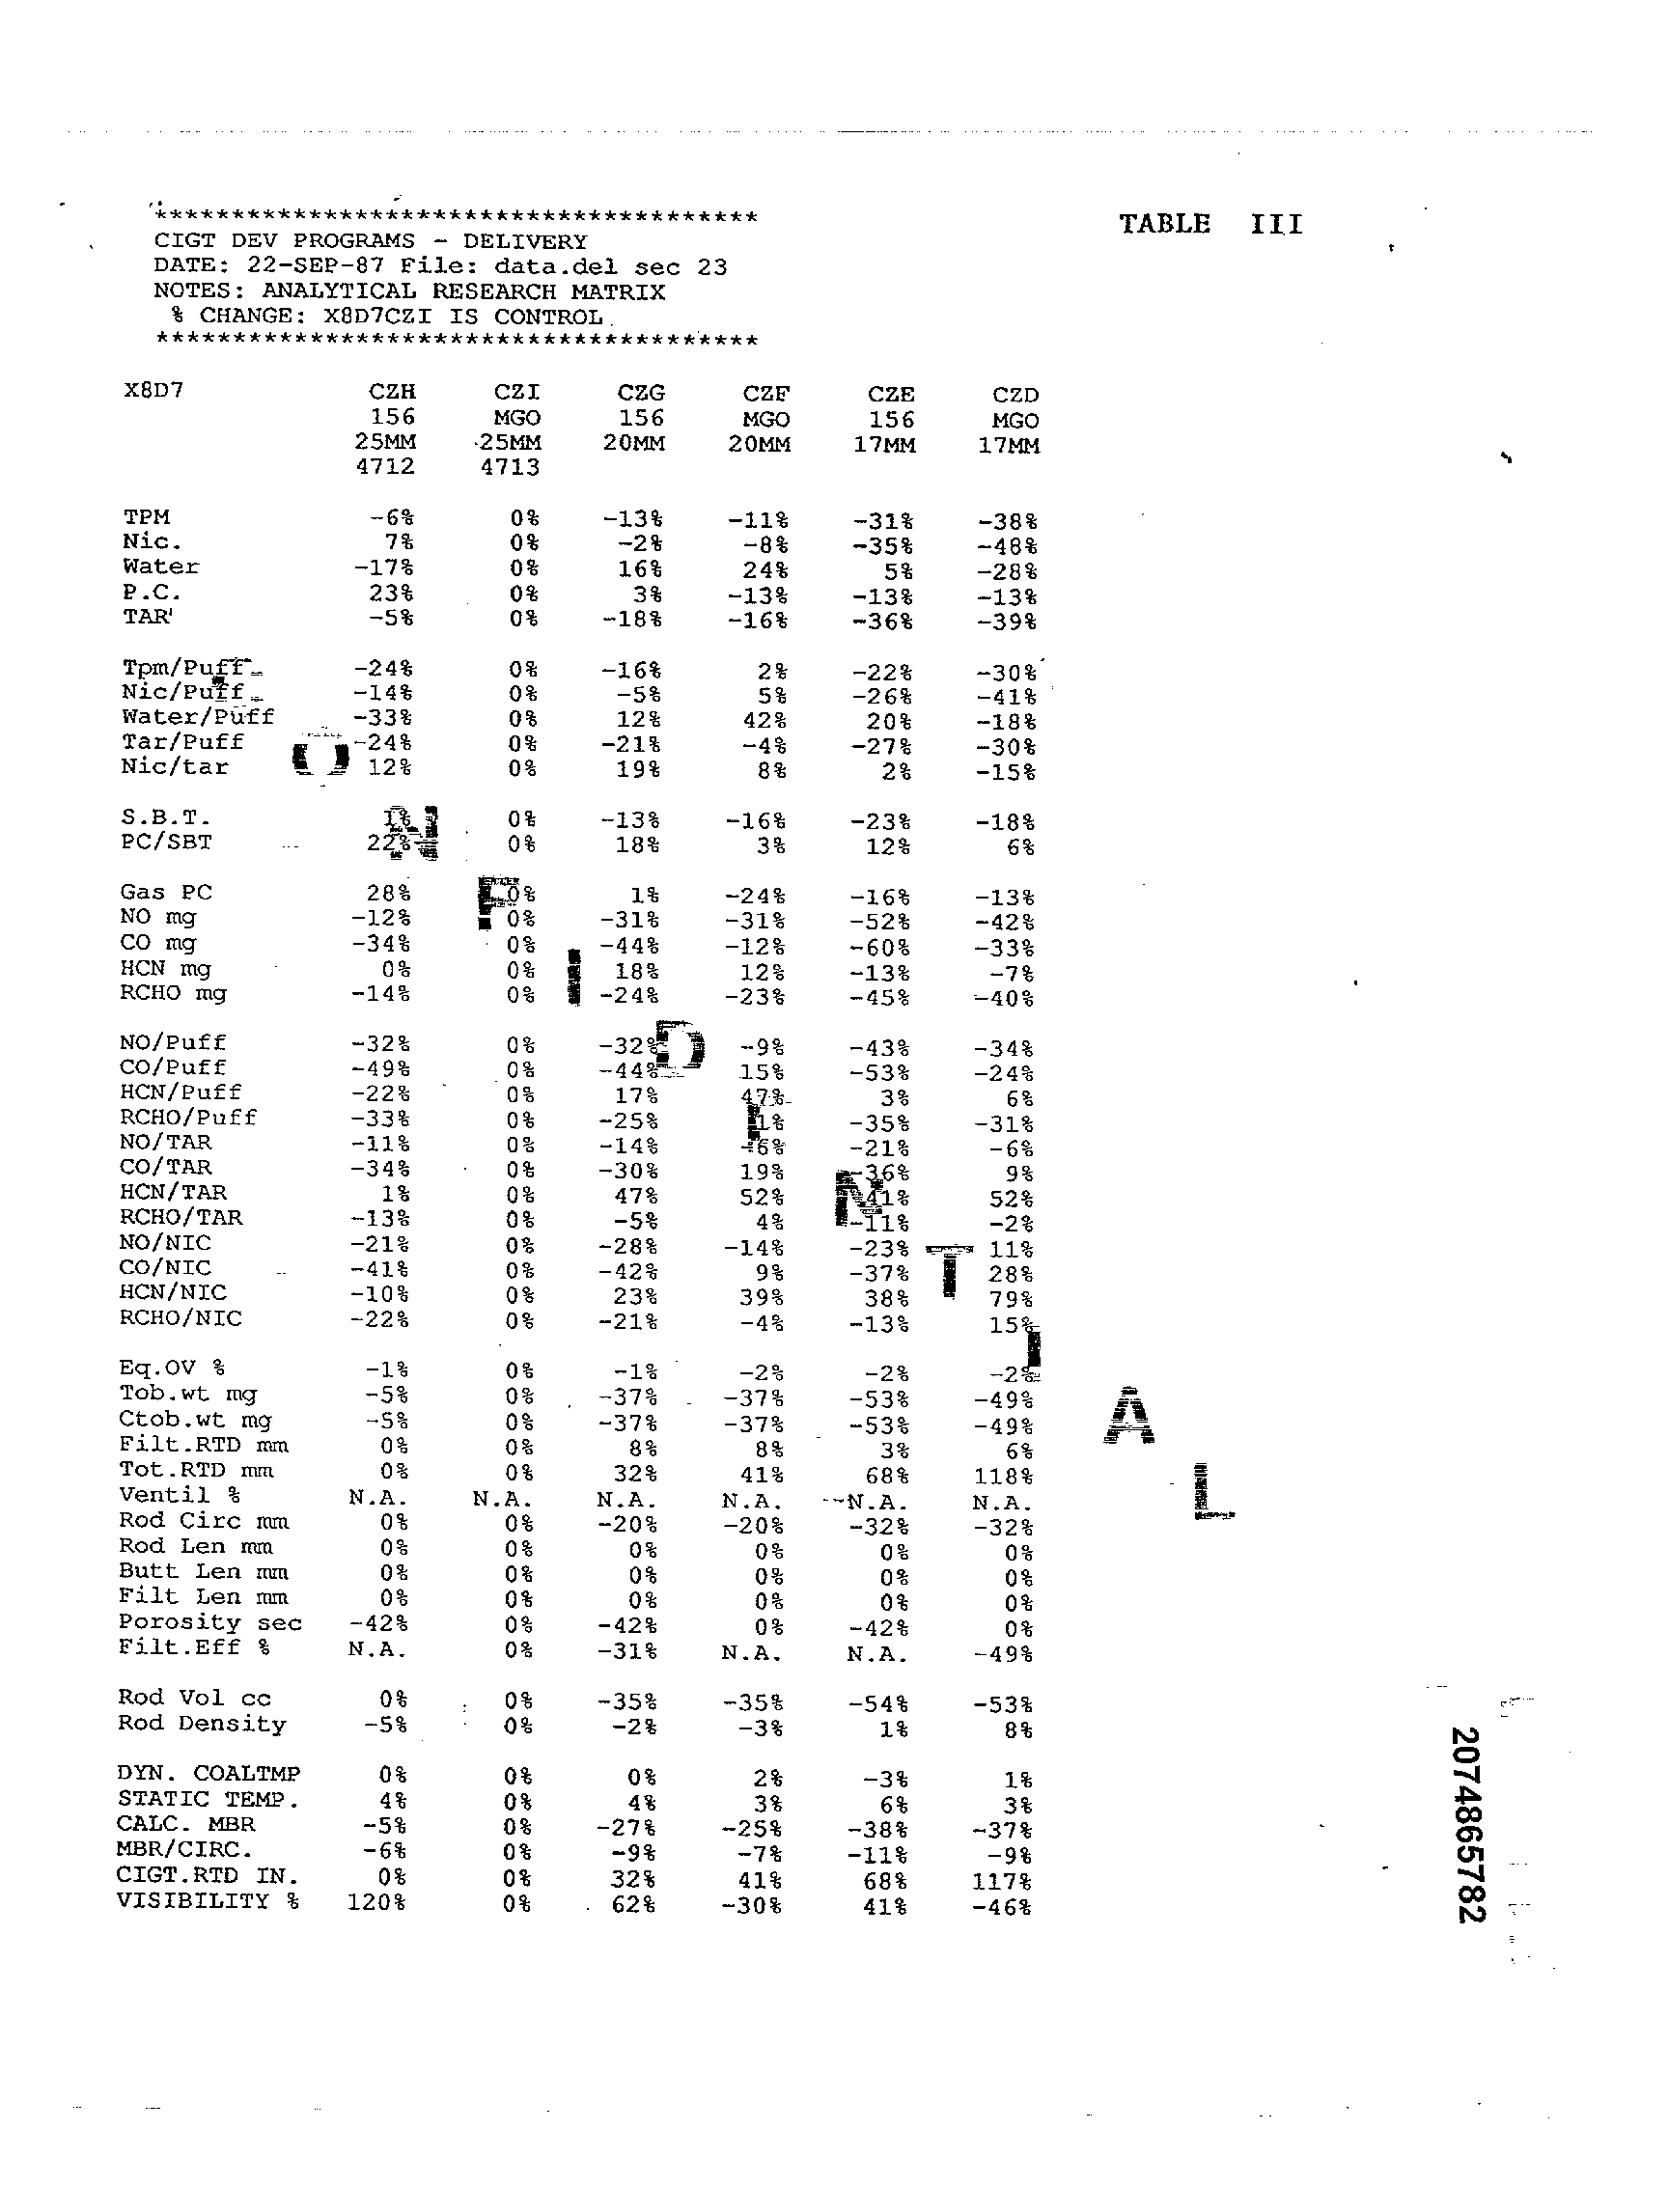 ***************************************
TABLE III
CIGT DEV PROGRAMS - DELIVERY
DATE: 22-SEP-87 File: data.del sec 23
NOTES: ANALYTICAL RESEARCH MATRIX
% CHANGE: X8D7CZI IS CONTROL
***************************************
X8D7 CZH CZI CZG CZF CZE CZD
156 MGO 156 MGO 156 MGO
25MM 25MM 20MM 20MM 17MM 17MM
4712 4713
TPM -6% 0% -13% -11% -31% -38%
Nic. 7% 0% -2% -8% -35% -48%
Water -17% 0% 16% 24% 5% -28%
P.C. 23% 0% 3% -13% -13% -13%
TAR' -5% 0% -18% -16% -36% -39%
Tpm/Puff -24% 0% -16% 2% -22% -30%
Nic/Puff -14% 0% -5% 5% -26% -41%
Water/Puff -33% 0% 12% 42% 20% -18%
Tar/Puff -24% 0% -21% -4% -27% -30%
Nic/tar 12% 0% 19% 8% 2% -15%
S.B.T. 1% 0% -13% -16% -23% -18%
PC/SBT 22% 0% 18% 3% 12% 6%
Gas PC 28% 0% 1% -24% -16% -13%
NO mg -12% 0% -31% -31% -52% -42%
CO mg -34% 0% -44% -12% -60% -33%
HCN mg 0% 0% 18% 12% -13% -7%
RCHO mg -14% 0% -24% -23% -45% -40%
NO/Puff -32% 0% -32% -9% -43% -34%
CO/Puff -49% 0% -44% 15% -53% -24%
HCN/Puff -22% 0% 17% 47% 3% 6%
RCHO/Puff -33% 0% -25% 1% -35% -31%
NO/TAR -11% 0% -14% -6% -21% -6%
CO/TAR -34% 0% -30% 19% -36% 9%
HCN/TAR 1% 0% 47% 52% 41% 52%
RCHO/TAR -13% 0% -5% 4% -11% -2%
NO/NIC -21% 0% -28% -14% -23% 11%
CO/NIC -41% 0% -42% 9% -37% 28%
HCN/NIC -10% 0% 23% 39% 38% 79%
RCHO/NIC -22% 0% -21% -4% -13% 15%
Eq.OV % -1% 0% -1% -2% -2% -2%
Tob.wt mg -5% 0% -37% -37% -53% -49%
Ctob.wt mg -5% 0% -37% -37% -53% -49%
Filt.RTD mm 0% 0% 8% 8% 3% 6%
Tot.RTD mm 0% 0% 32% 41% 68% 118%
Ventil % N.A. N.A. N.A. N.A. N.A. N.A.
Rod Circ mm 0% 0% -20% -20% -32% -32%
Rod Len mm 0% 0% 0% 0% 0% 0%
Butt Len mm 0% 0% 0% 0% 0% 0%
Filt Len mm 0% 0% 0% 0% 0% 0%
Porosity sec -42% 0% -42% 0% -42% 0%
Filt.Eff % N.A. 0% -31% N.A. N.A. -49%
Rod Vol cc 0% 0% -35% -35% -54% -53%
Rod Density -5% 0% -2% -3% 1% 8%
DYN. COALTMP 0% 0% 0% 2% -3% 1%
STATIC TEMP. 4% 0% 4% 3% 6% 3%
CALC. MBR -5% 0% -27% -25% -38% -37%
MBR/CIRC. -6% 0% -9% -7% -11% -9%
CIGT.RTD IN. 0% 0% 32% 41% 68% 117%
VISIBILITY % 120% 0% 62% -30% 41% -46%
O N F I D E N T I A L
2074865782